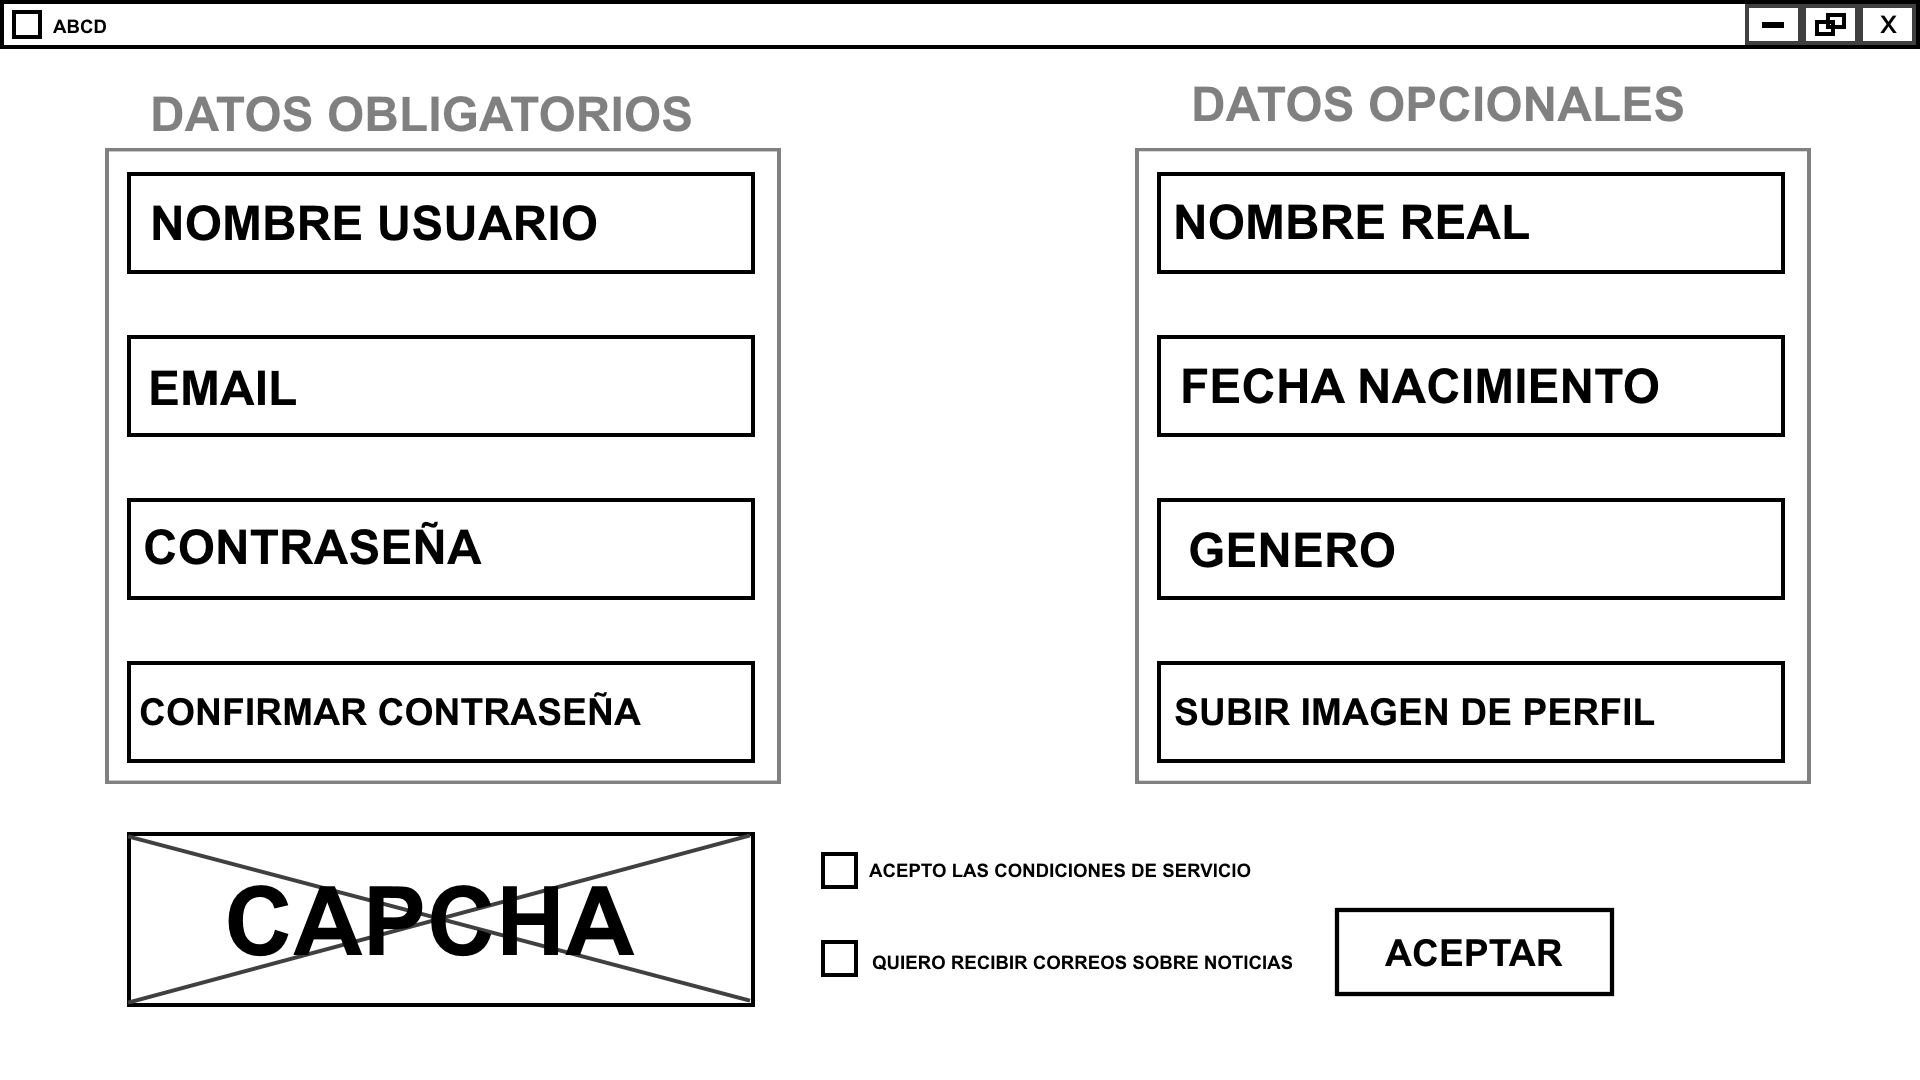 ABCD
X
DATOS OBLIGATORIOS
NOMBRE USUARIO
EMAIL
CONTRASEÑA
CONFIRMAR CONTRASEÑA
DATOS OPCIONALES
NOMBRE REAL
FECHA NACIMIENTO
GENERO
SUBIR IMAGEN DE PERFIL
CAPCHA
ACEPTO LAS CONDICIONES DE SERVICIO
QUIERO RECIBIR CORREOS SOBRE NOTICIAS
ACEPTAR